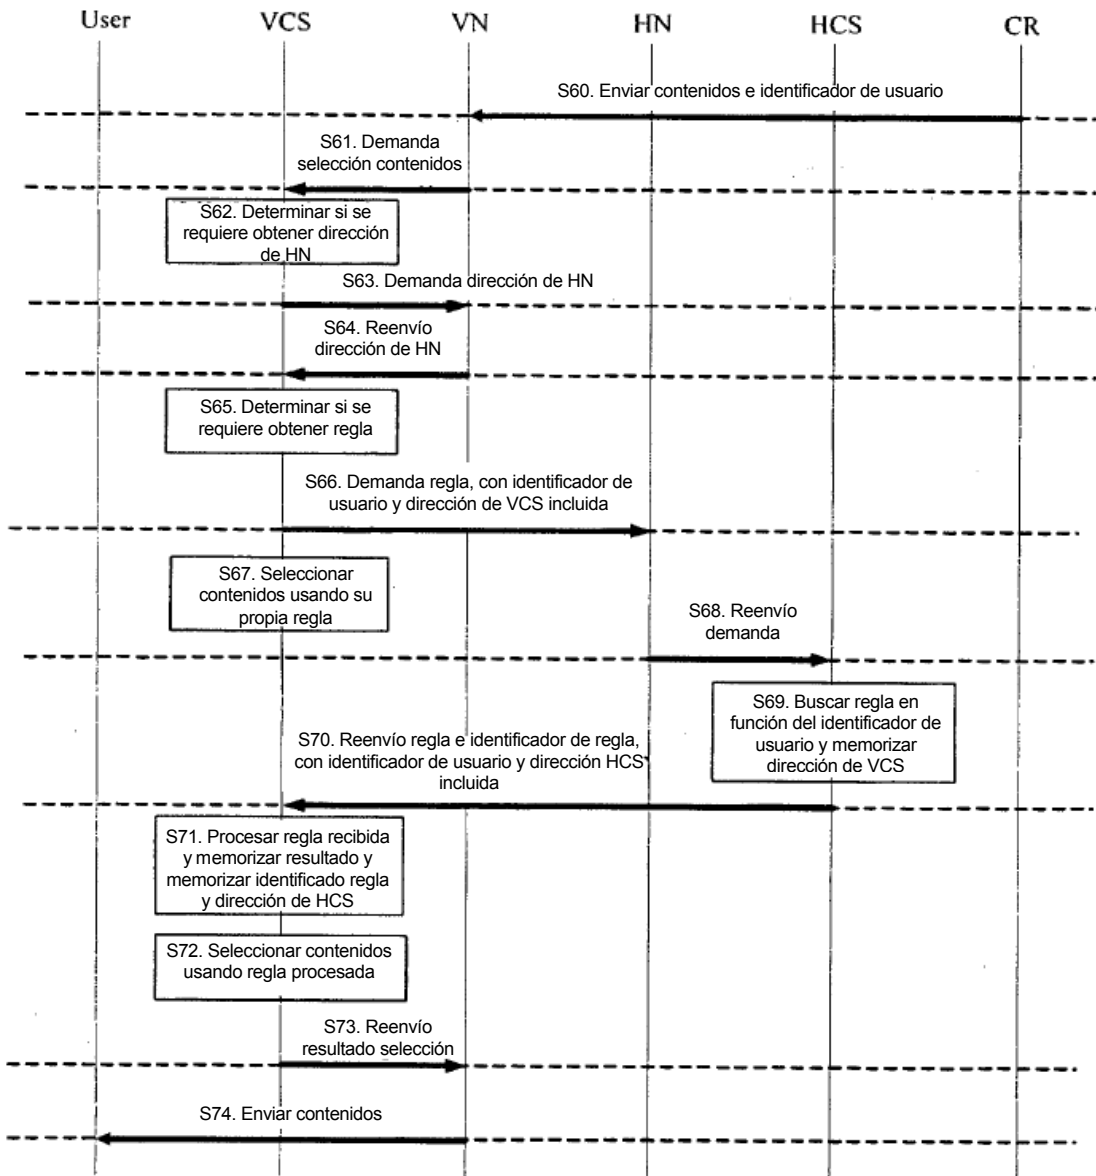 User VCS VN HN HCS CR
S60. Enviar contenidos e identificador de usuario
S61. Demanda
selección contenidos
S62. Determinar si se
requiere obtener dirección
de HN
S63. Demanda dirección de HN
S64. Reenvío
dirección de HN
S65. Determinar si se
requiere obtener regla
S66. Demanda regla, con identificador de
usuario y dirección de VCS incluida
S67. Seleccionar
contenidos usando su
propia regla
S68. Reenvío
demanda
S69. Buscar regla en
función del identificador de
usuario y memorizar
dirección de VCS
S70. Reenvío regla e identificador de regla,
con identificador de usuario y dirección HCS
incluida
S71. Procesar regla recibida
y memorizar resultado y
memorizar identificado regla
y dirección de HCS
S72. Seleccionar contenidos
usando regla procesada
S73. Reenvío
resultado selección
S74. Enviar contenidos